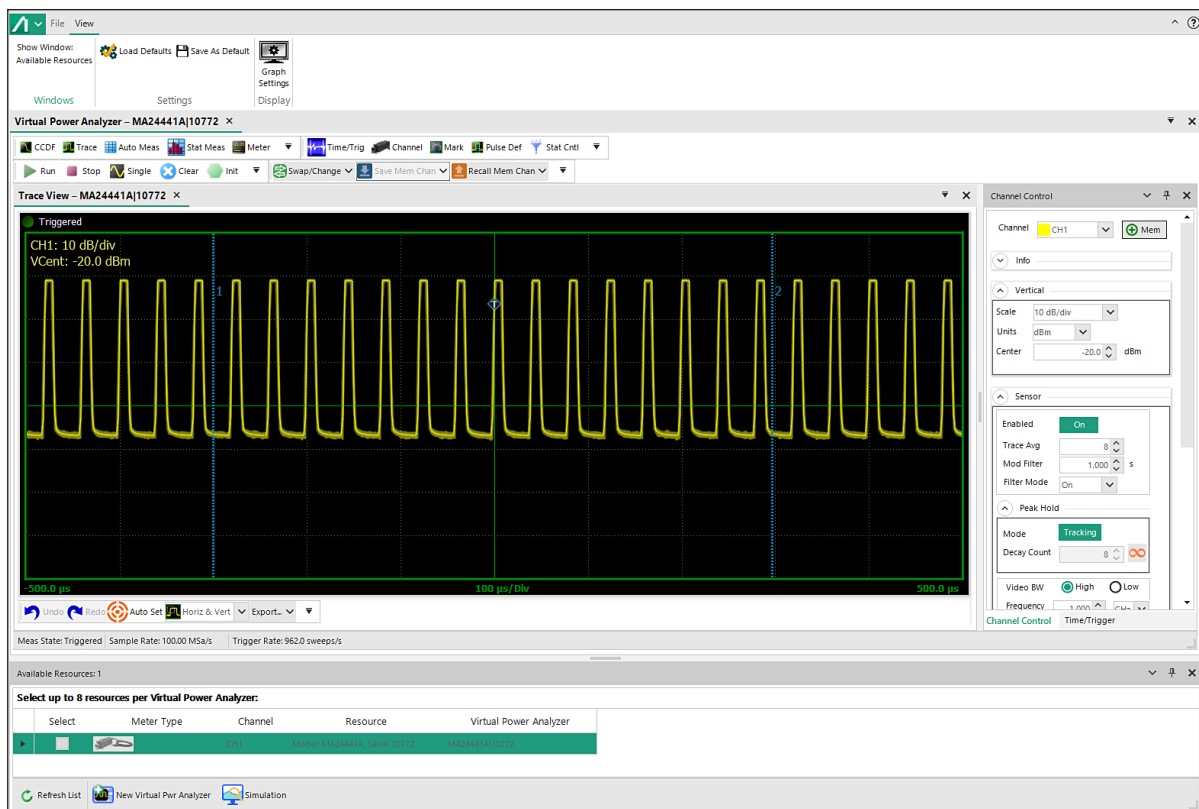 File View
Show Window:
Available Resources
Load Defaults Save As Default
Graph
Settings
Windows Settings Display
Virtual Power Analyzer – MA24441A|10772
CCDF Trace Auto Meas Stat Meas Meter Time/Trig Channel Mark Pulse Def Stat Cntl
Run Stop Single Clear Init Swap/Change Save Mem Chan Recall Mem Chan
Trace View – MA24441A|10772
Triggered
CH1: 10 dB/div
VCent: -20.0 dBm
1 2
T
-500.0 µs 100 µs/Div 500.0 µs
Undo Redo Auto Set Horiz & Vert Export...
Meas State: Triggered Sample Rate: 100.00 MSa/s Trigger Rate: 962.0 sweeps/s
Channel Control
Channel CH1 Mem
Info
Vertical
Scale 10 dB/div
Units dBm
Center -20.0 dBm
Sensor
Enabled On
Trace Avg 8
Mod Filter 1.000 s
Filter Mode On
Peak Hold
Mode Tracking
Decay Count 8
Video BW High Low
Frequency 1.000 GHz
Channel Control Time/Trigger
Available Resources: 1
Select up to 8 resources per Virtual Power Analyzer:
Select Meter Type Channel Resource Virtual Power Analyzer
CH1 Model: MA24441A, Serial 10772 MA24441A|10772
Refresh List New Virtual Pwr Analyzer Simulation